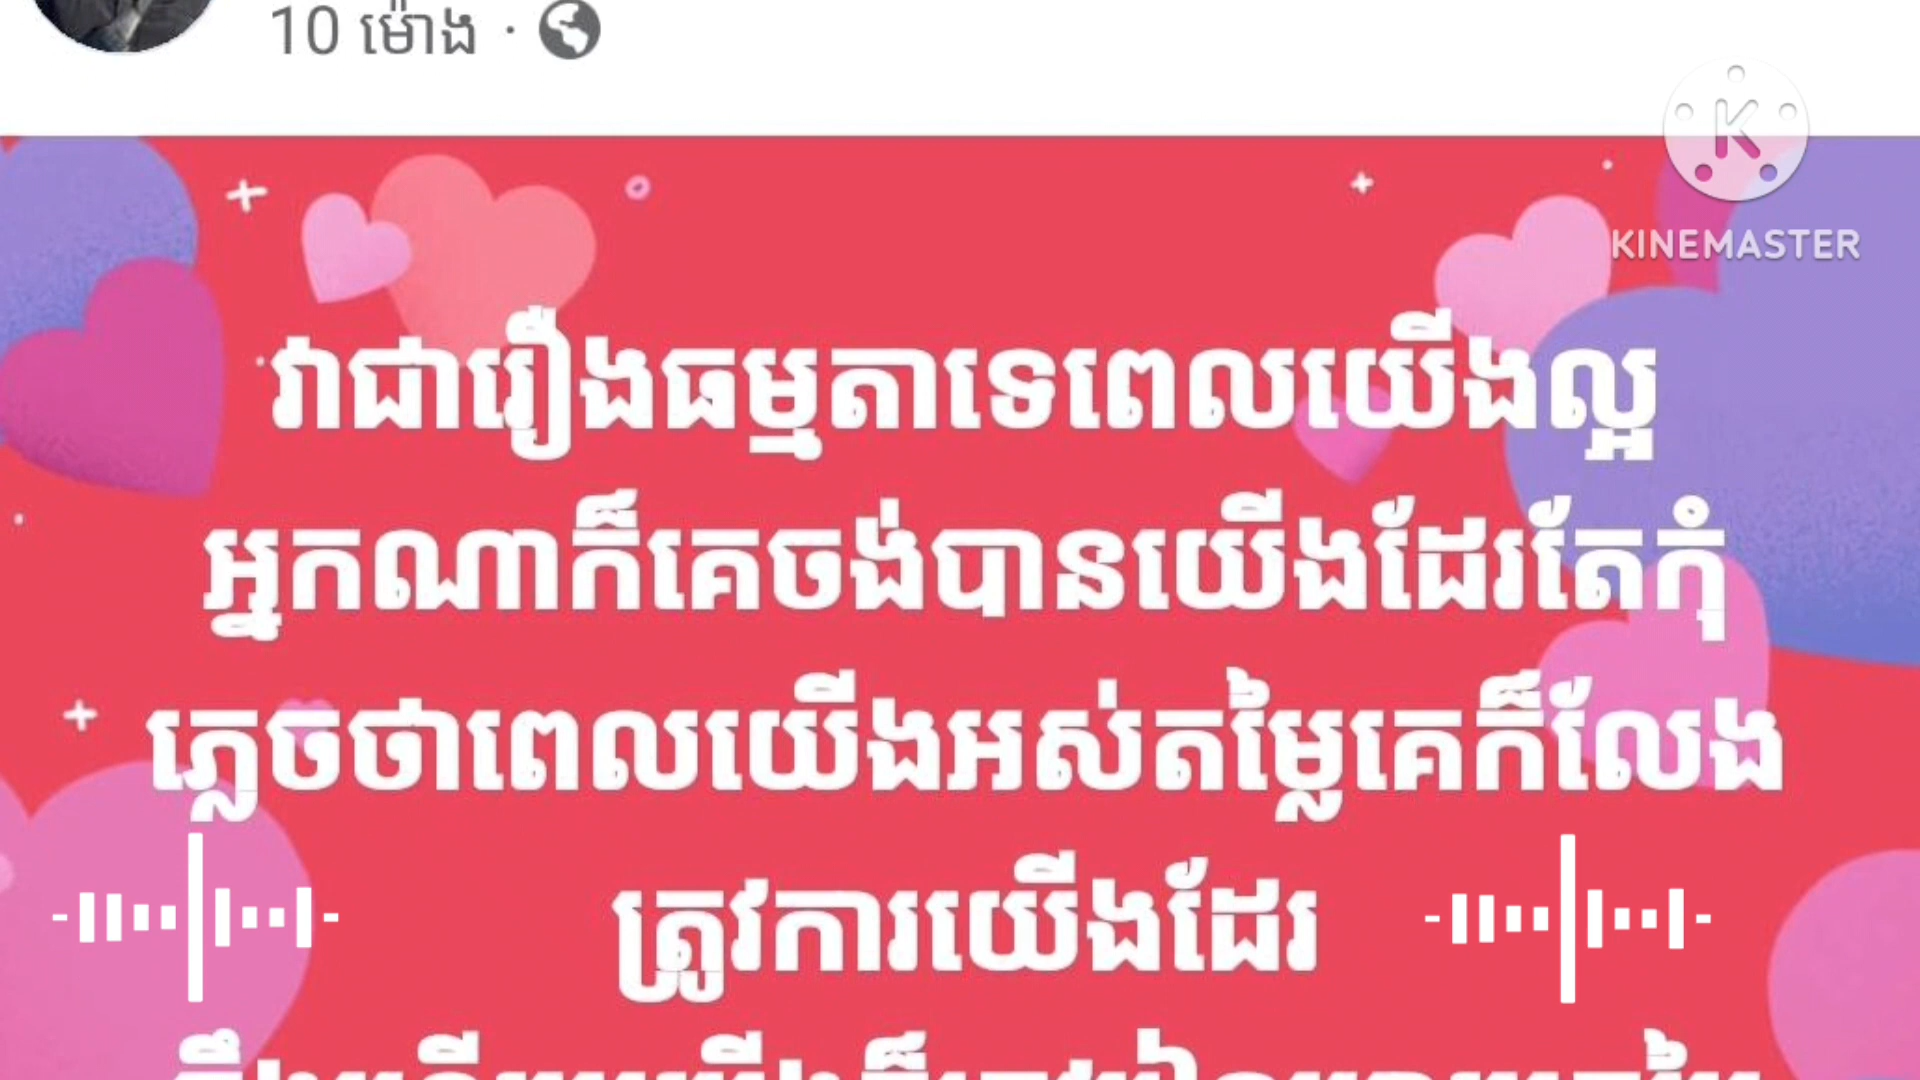 10 ម៉ោង ·
KINEMASTER
វាជារឿងធម្មតាទេពេលយើងល្អ
អ្នកណាក៏គេចង់បានយើងដែរតែកុំ
ភ្លេចថាពេលយើងអស់តម្លៃគេក៏លែង
ត្រូវការយើងដែរ